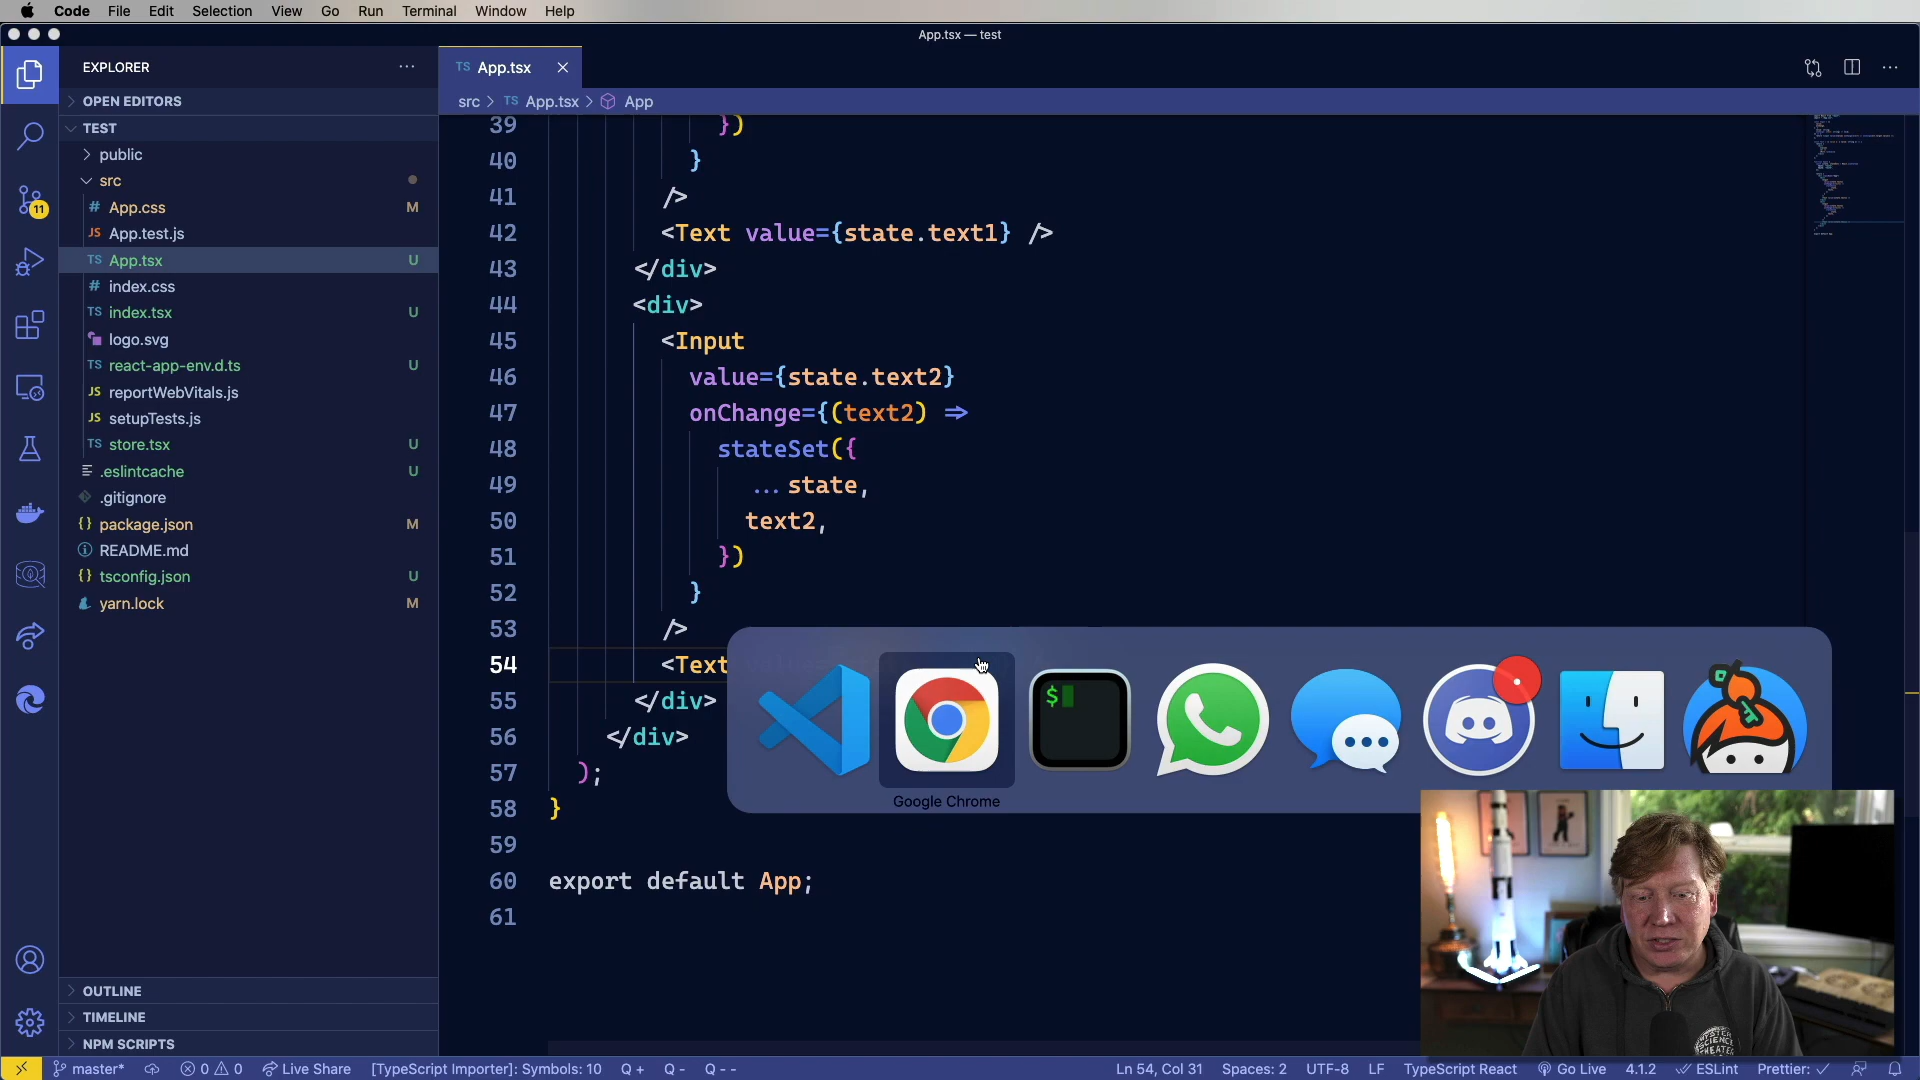 Code File Edit Selection View Go Run Terminal Window Help
App.tsx — test
EXPLORER
OPEN EDITORS
TEST
public
src
App.css M
App.test.js
App.tsx U
index.css
index.tsx U
logo.svg
react-app-env.d.ts U
reportWebVitals.js
setupTests.js
store.tsx U
.eslintcache U
.gitignore
package.json M
README.md
tsconfig.json U
yarn.lock M
OUTLINE
TIMELINE
NPM SCRIPTS
11
TS App.tsx
src > TS App.tsx > App
39 })
40 }
41 />
42 <Text value={state.text1} />
43 </div>
44 <div>
45 <Input
46 value={state.text2}
47 onChange={(text2) =>
48 stateSet({
49 ...state,
50 text2,
51 })
52 }
53 />
54 <Text
55 </div>
56 </div>
57 );
58 }
59
60 export default App;
61
$
Google Chrome
master* 0 0 Live Share [TypeScript Importer]: Symbols: 10 Q + Q - Q - - Ln 54, Col 31 Spaces: 2 UTF-8 LF TypeScript React Go Live 4.1.2 ESLint Prettier: ✓